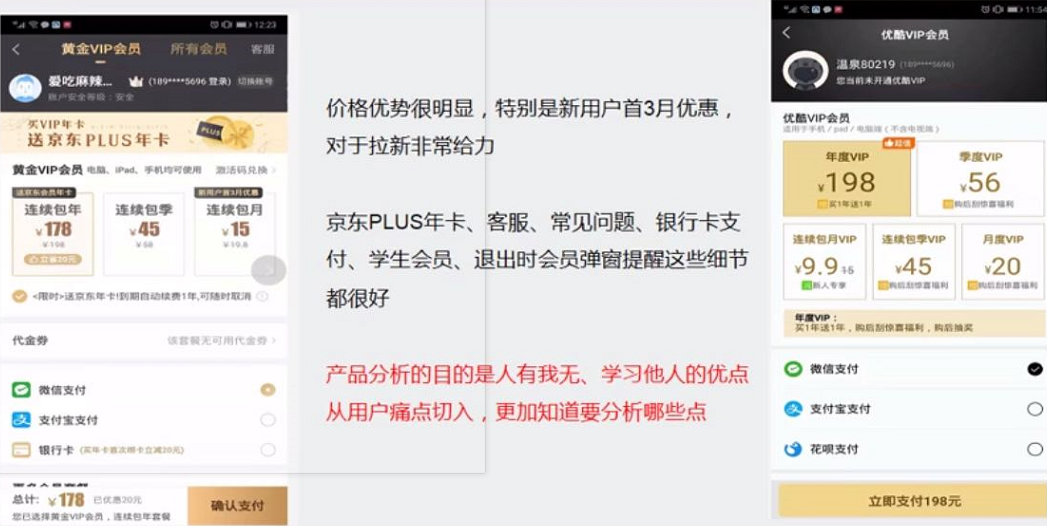 12:23
黄金VIP会员 所有会员 客服
爱吃麻辣... (189****5696 登录) 切换账号
账户安全等级：安全
买VIP年卡
送京东PLUS年卡
PLUS
黄金VIP会员 电脑、iPad、手机均可使用 激活码兑换
送京东会员年卡
连续包年
¥178
¥198
立省20元
连续包季
¥45
¥58
新用户首3月优惠
连续包月
¥15
¥19.8
<限时>送京东年卡!到期自动续费1年,可随时取消
代金券 该套餐无可用代金券
微信支付
支付宝支付
银行卡 (买年卡首次绑卡立减20元)
总计: ¥178 已优惠20元
您已选择黄金VIP会员，连续包年套餐
确认支付
价格优势很明显，特别是新用户首3月优惠，
对于拉新非常给力
京东PLUS年卡、客服、常见问题、银行卡支
付、学生会员、退出时会员弹窗提醒这些细节
都很好
产品分析的目的是人有我无、学习他人的优点
从用户痛点切入，更加知道要分析哪些点
11:54
优酷VIP会员
温泉80219 (189****5696)
您当前未开通优酷VIP
优酷VIP会员
适用于手机/pad/电脑端（不含电视端）
超值
年度VIP
¥198
买1年送1年
季度VIP
¥56
购后刮惊喜福利
连续包月VIP
¥9.9 15
新人专享
连续包季VIP
¥45
购后刮惊喜福利
月度VIP
¥20
购后刮惊喜福利
年度VIP：
买1年送1年，购后刮惊喜福利，购后抽奖
微信支付
支付宝支付
花呗支付
立即支付198元